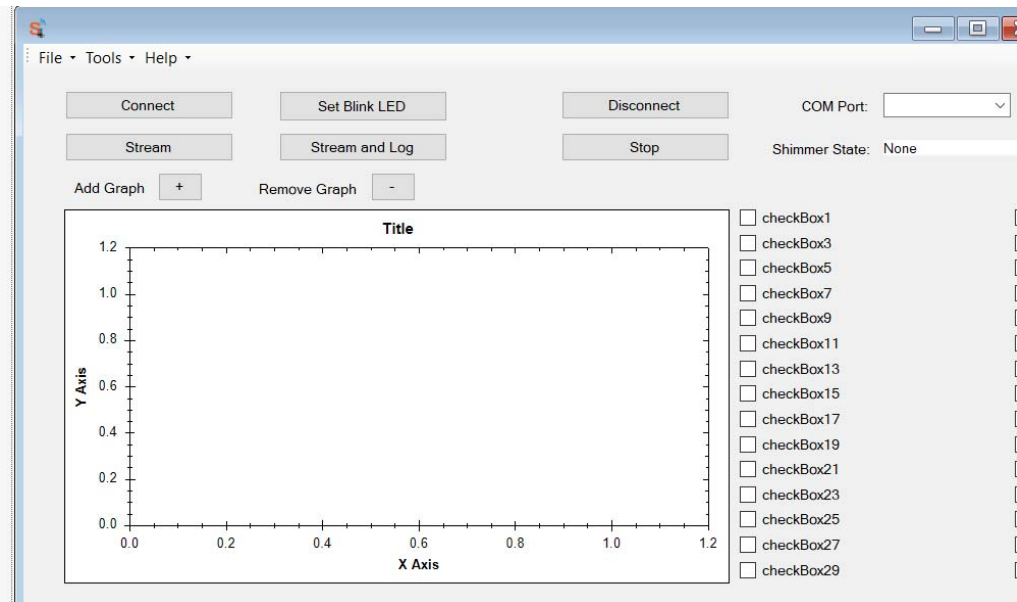 File Tools Help
Connect Set Blink LED Disconnect COM Port:
Stream Stream and Log Stop Shimmer State: None
Add Graph + Remove Graph -
Title
1.2
1.0
0.8
0.6
0.4
0.2
0.0
Y Axis
0.0 0.2 0.4 0.6 0.8 1.0 1.2
X Axis
checkBox1
checkBox3
checkBox5
checkBox7
checkBox9
checkBox11
checkBox13
checkBox15
checkBox17
checkBox19
checkBox21
checkBox23
checkBox25
checkBox27
checkBox29